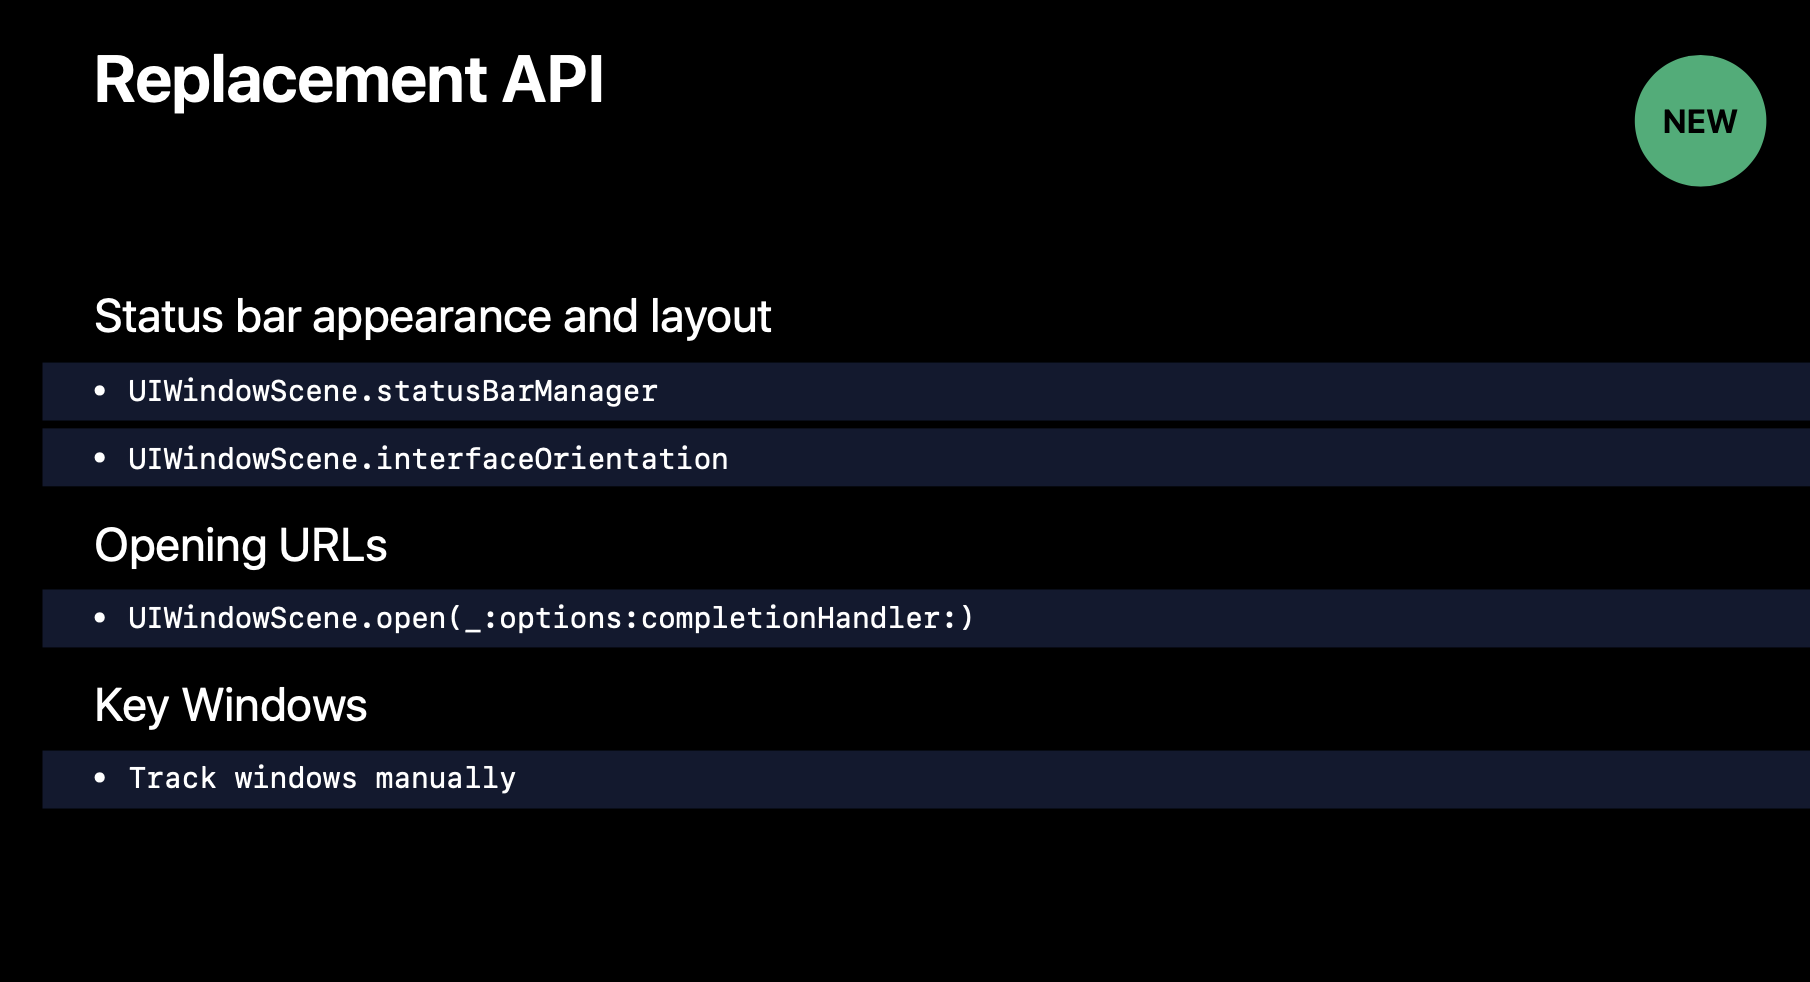 Replacement API
NEW
Status bar appearance and layout
• UIWindowScene.statusBarManager
• UIWindowScene.interfaceOrientation
Opening URLs
• UIWindowScene.open(_:options:completionHandler:)
Key Windows
• Track windows manually